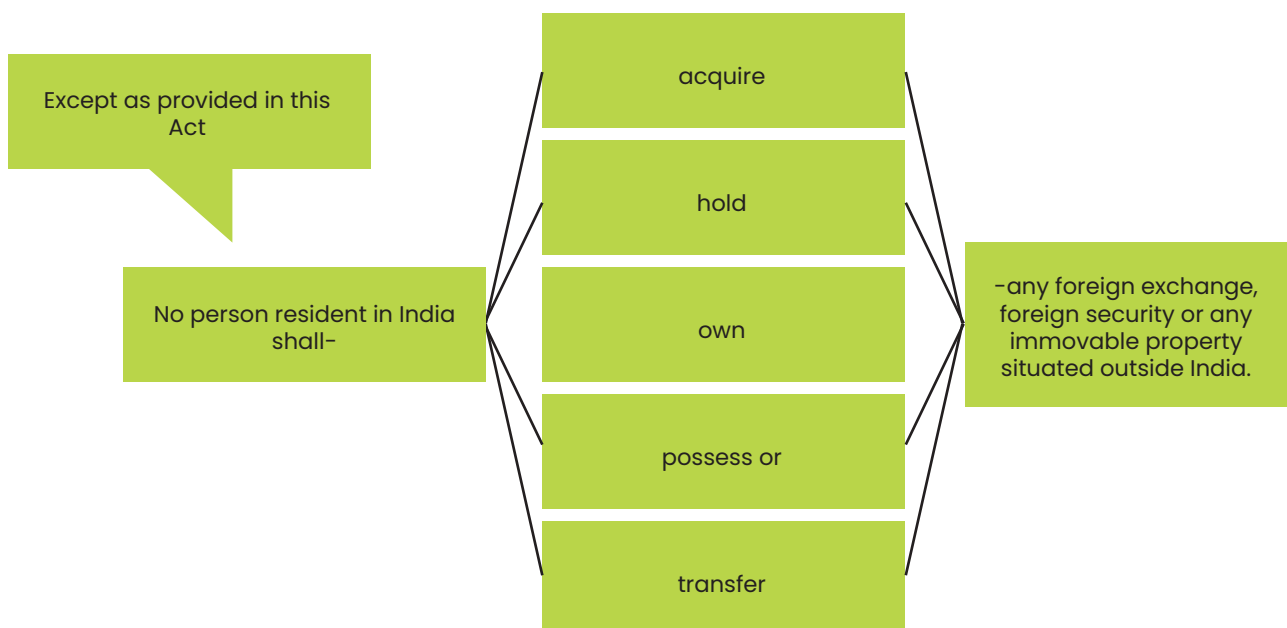 Except as provided in this
Act
No person resident in India
shall-
acquire
hold
own
possess or
transfer
-any foreign exchange,
foreign security or any
immovable property
situated outside India.